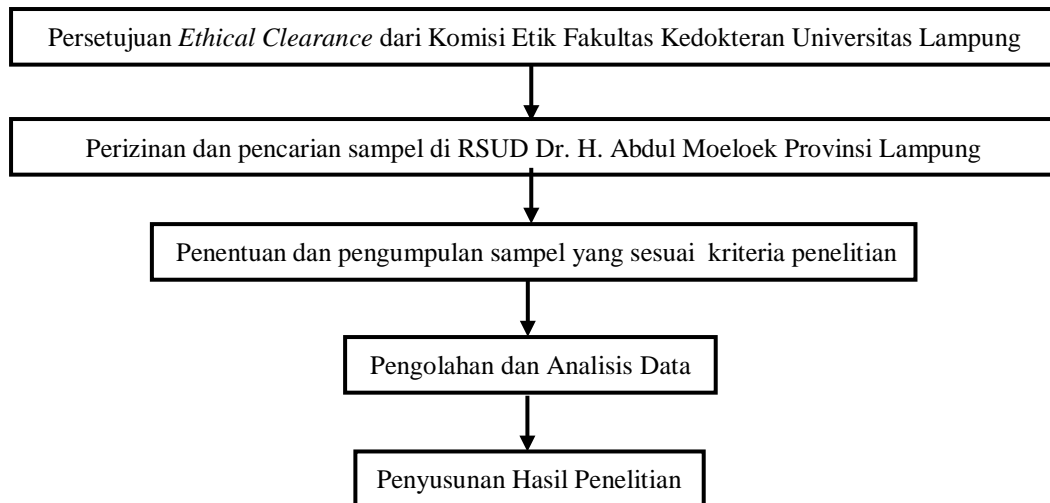 Persetujuan Ethical Clearance dari Komisi Etik Fakultas Kedokteran Universitas Lampung
Perizinan dan pencarian sampel di RSUD Dr. H. Abdul Moeloek Provinsi Lampung
Penentuan dan pengumpulan sampel yang sesuai kriteria penelitian
Pengolahan dan Analisis Data
Penyusunan Hasil Penelitian